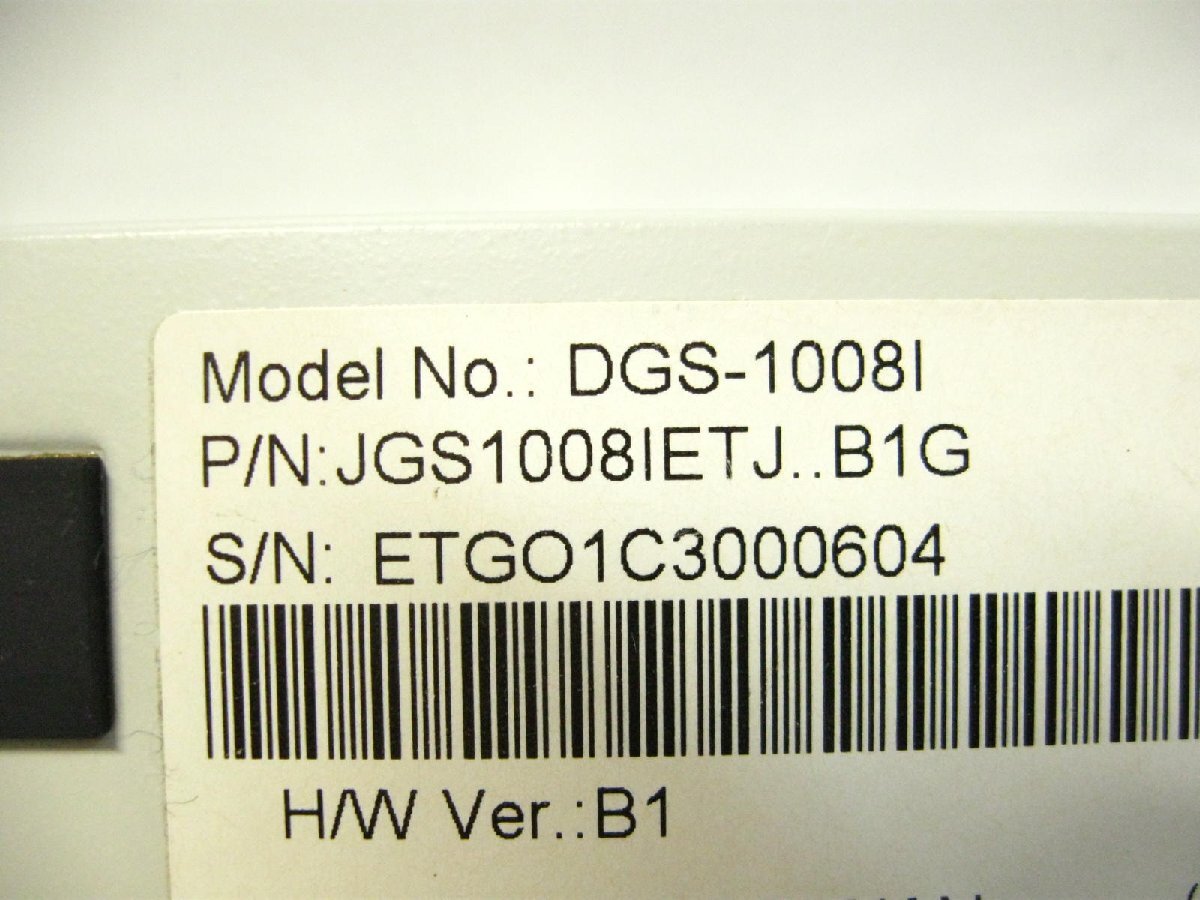 Model No.: DGS-1008I
P/N:JGS1008IETJ..B1G
S/N: ETGO1C3000604
H/W Ver.:B1